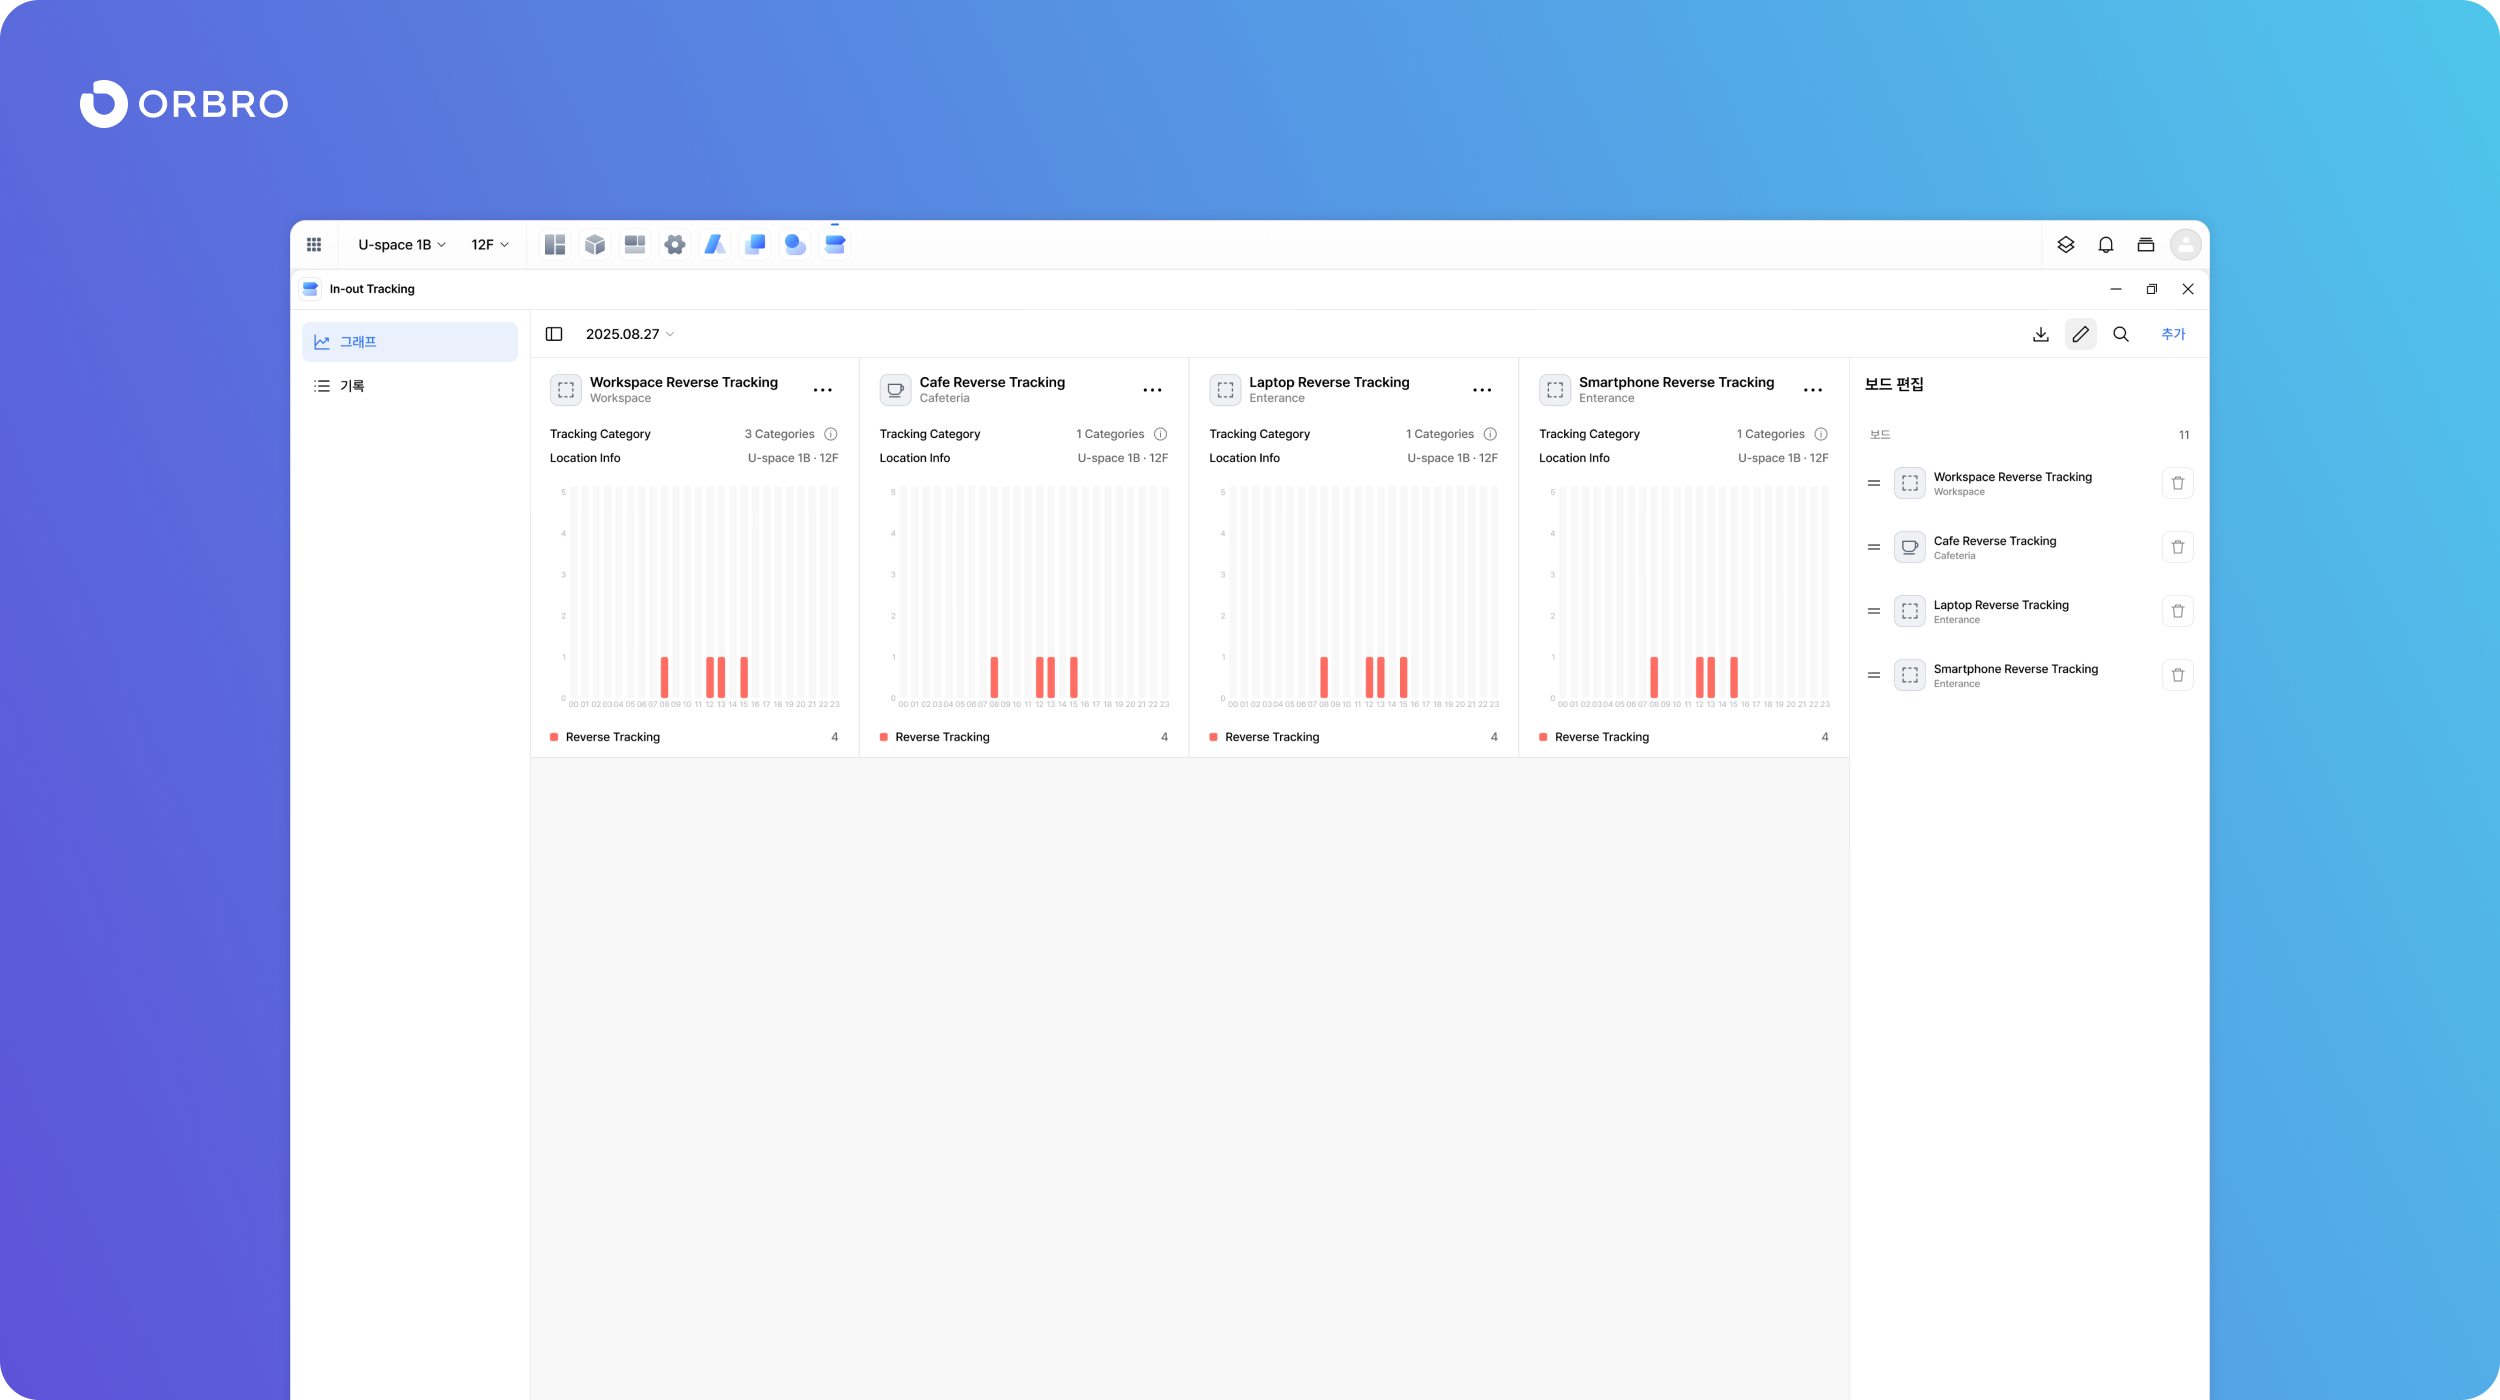 ORBRO
U-space 1B 12F
In-out Tracking
그래프
기록
2025.08.27
추가
Workspace Reverse Tracking
Workspace
Tracking Category 3 Categories
Location Info U-space 1B · 12F
5
4
3
2
1
0
00 01 02 03 04 05 06 07 08 09 10 11 12 13 14 15 16 17 18 19 20 21 22 23
Reverse Tracking 4
Cafe Reverse Tracking
Cafeteria
Tracking Category 1 Categories
Location Info U-space 1B · 12F
5
4
3
2
1
0
00 01 02 03 04 05 06 07 08 09 10 11 12 13 14 15 16 17 18 19 20 21 22 23
Reverse Tracking 4
Laptop Reverse Tracking
Enterance
Tracking Category 1 Categories
Location Info U-space 1B · 12F
5
4
3
2
1
0
00 01 02 03 04 05 06 07 08 09 10 11 12 13 14 15 16 17 18 19 20 21 22 23
Reverse Tracking 4
Smartphone Reverse Tracking
Enterance
Tracking Category 1 Categories
Location Info U-space 1B · 12F
5
4
3
2
1
0
00 01 02 03 04 05 06 07 08 09 10 11 12 13 14 15 16 17 18 19 20 21 22 23
Reverse Tracking 4
보드 편집
보드 11
Workspace Reverse Tracking
Workspace
Cafe Reverse Tracking
Cafeteria
Laptop Reverse Tracking
Enterance
Smartphone Reverse Tracking
Enterance